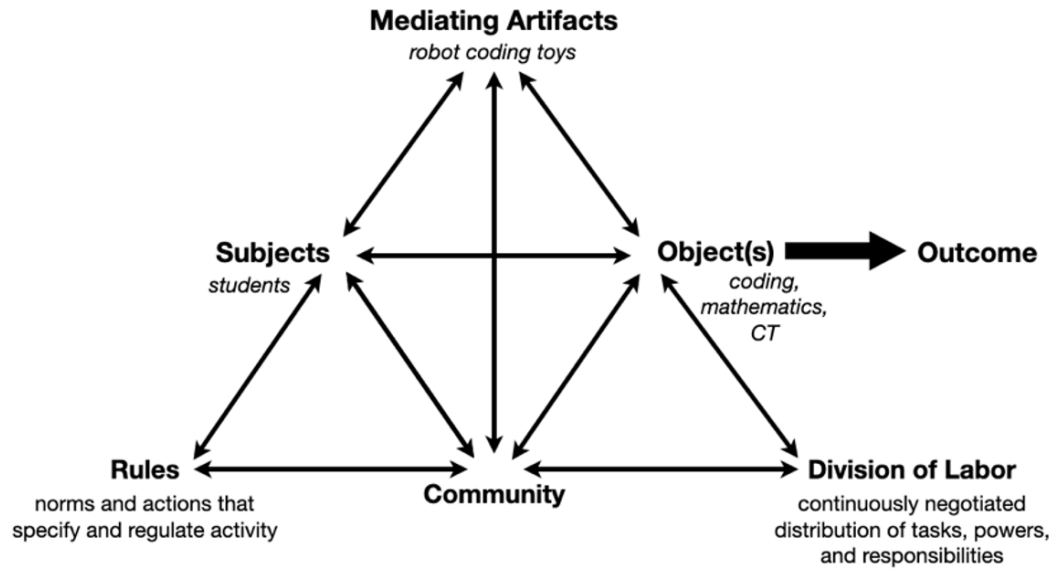 Mediating Artifacts
robot coding toys
Subjects
students
Object(s)
coding,
mathematics,
CT
Outcome
Rules
norms and actions that
specify and regulate activity
Community
Division of Labor
continuously negotiated
distribution of tasks, powers,
and responsibilities